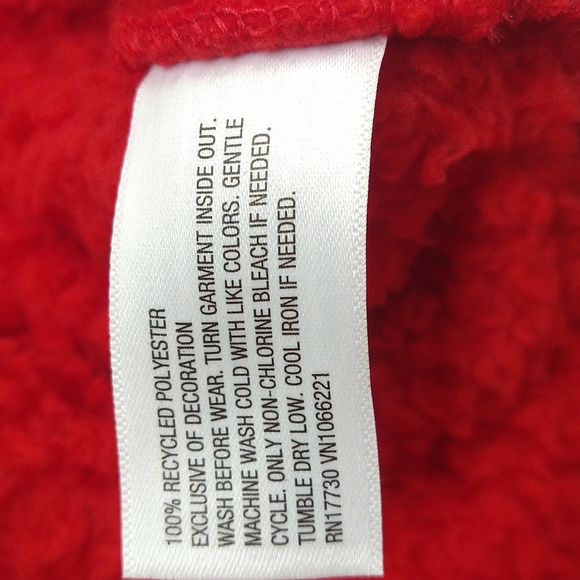 100% RECYCLED POLYESTER
EXCLUSIVE OF DECORATION
WASH BEFORE WEAR. TURN GARMENT INSIDE OUT.
MACHINE WASH COLD WITH LIKE COLORS. GENTLE
CYCLE. ONLY NON-CHLORINE BLEACH IF NEEDED.
TUMBLE DRY LOW. COOL IRON IF NEEDED.
RN17730 VN1066221